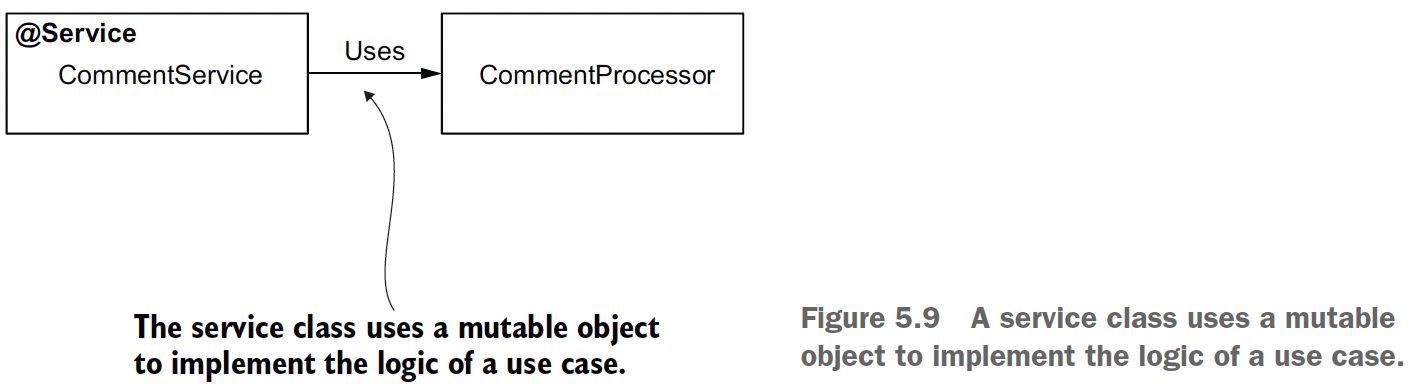 @Service
CommentService
Uses
CommentProcessor
The service class uses a mutable object
to implement the logic of a use case.
Figure 5.9 A service class uses a mutable
object to implement the logic of a use case.